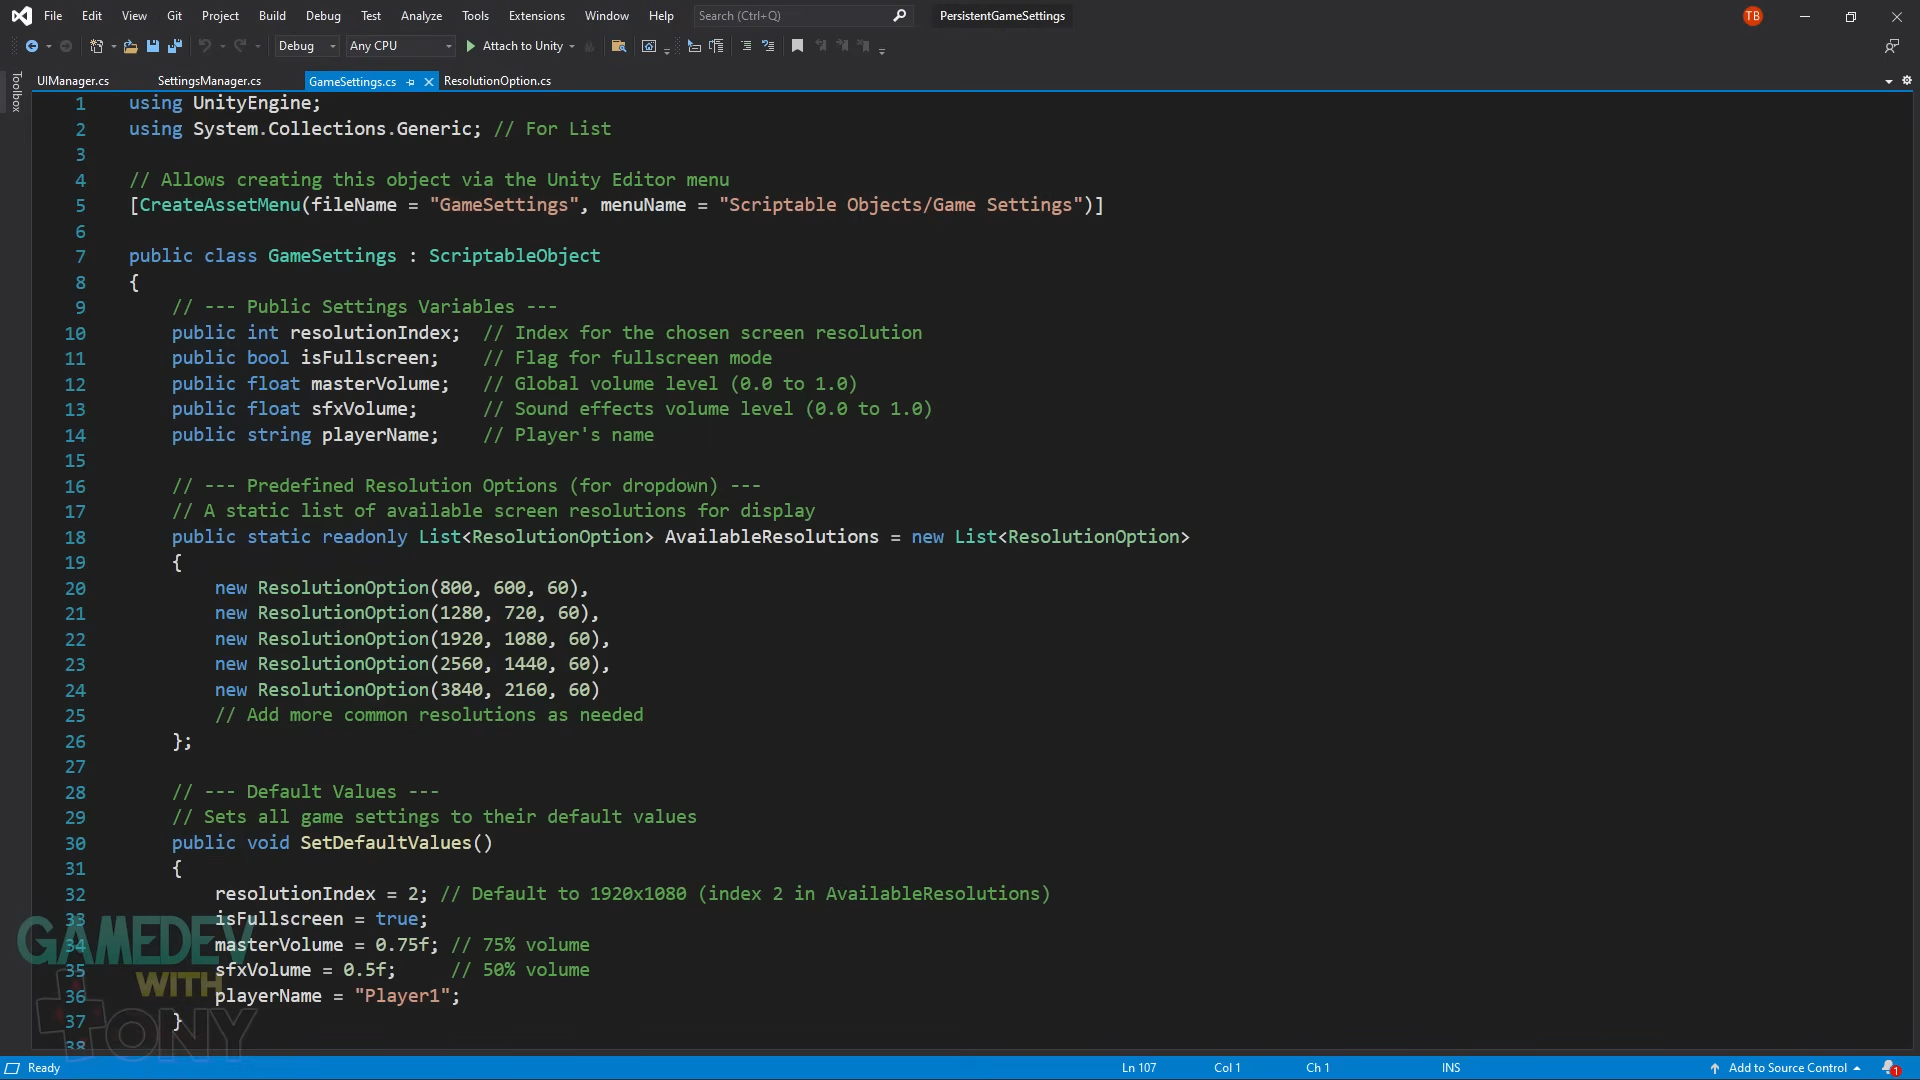 File Edit View Git Project Build Debug Test Analyze Tools Extensions Window Help Search (Ctrl+Q) PersistentGameSettings TB
Debug Any CPU Attach to Unity
Toolbox
UIManager.cs SettingsManager.cs GameSettings.cs ResolutionOption.cs
1 using UnityEngine;
2 using System.Collections.Generic; // For List
3
4 // Allows creating this object via the Unity Editor menu
5 [CreateAssetMenu(fileName = "GameSettings", menuName = "Scriptable Objects/Game Settings")]
6
7 public class GameSettings : ScriptableObject
8 {
9 // --- Public Settings Variables ---
10 public int resolutionIndex; // Index for the chosen screen resolution
11 public bool isFullscreen; // Flag for fullscreen mode
12 public float masterVolume; // Global volume level (0.0 to 1.0)
13 public float sfxVolume; // Sound effects volume level (0.0 to 1.0)
14 public string playerName; // Player's name
15
16 // --- Predefined Resolution Options (for dropdown) ---
17 // A static list of available screen resolutions for display
18 public static readonly List<ResolutionOption> AvailableResolutions = new List<ResolutionOption>
19 {
20 new ResolutionOption(800, 600, 60),
21 new ResolutionOption(1280, 720, 60),
22 new ResolutionOption(1920, 1080, 60),
23 new ResolutionOption(2560, 1440, 60),
24 new ResolutionOption(3840, 2160, 60)
25 // Add more common resolutions as needed
26 };
27
28 // --- Default Values ---
29 // Sets all game settings to their default values
30 public void SetDefaultValues()
31 {
32 resolutionIndex = 2; // Default to 1920x1080 (index 2 in AvailableResolutions)
33 isFullscreen = true;
34 masterVolume = 0.75f; // 75% volume
35 sfxVolume = 0.5f; // 50% volume
36 playerName = "Player1";
37 }
38
GAMEDEV
WITH
TONY
Ready Ln 107 Col 1 Ch 1 INS Add to Source Control 1